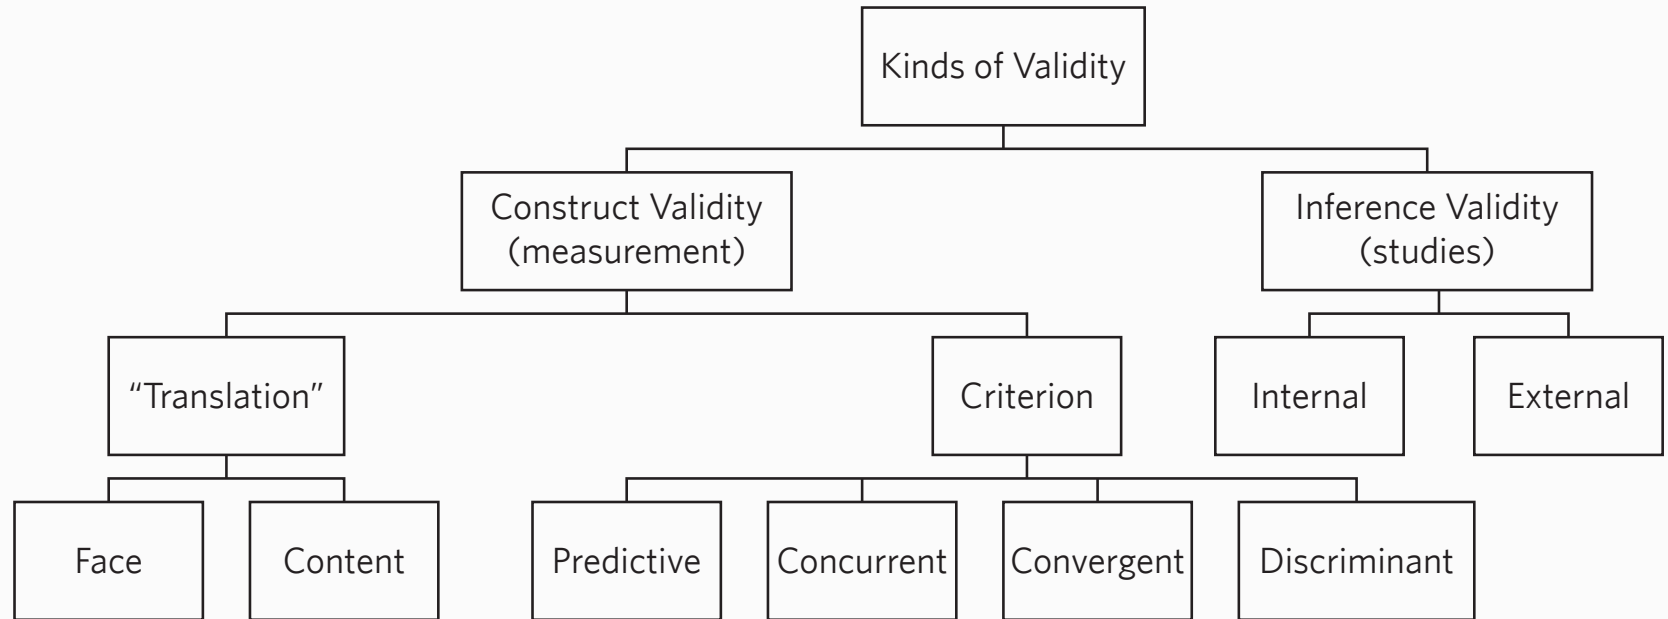 Kinds of Validity
Construct Validity
(measurement)
Inference Validity
(studies)
“Translation”
Criterion
Internal
External
Face
Content
Predictive
Concurrent
Convergent
Discriminant